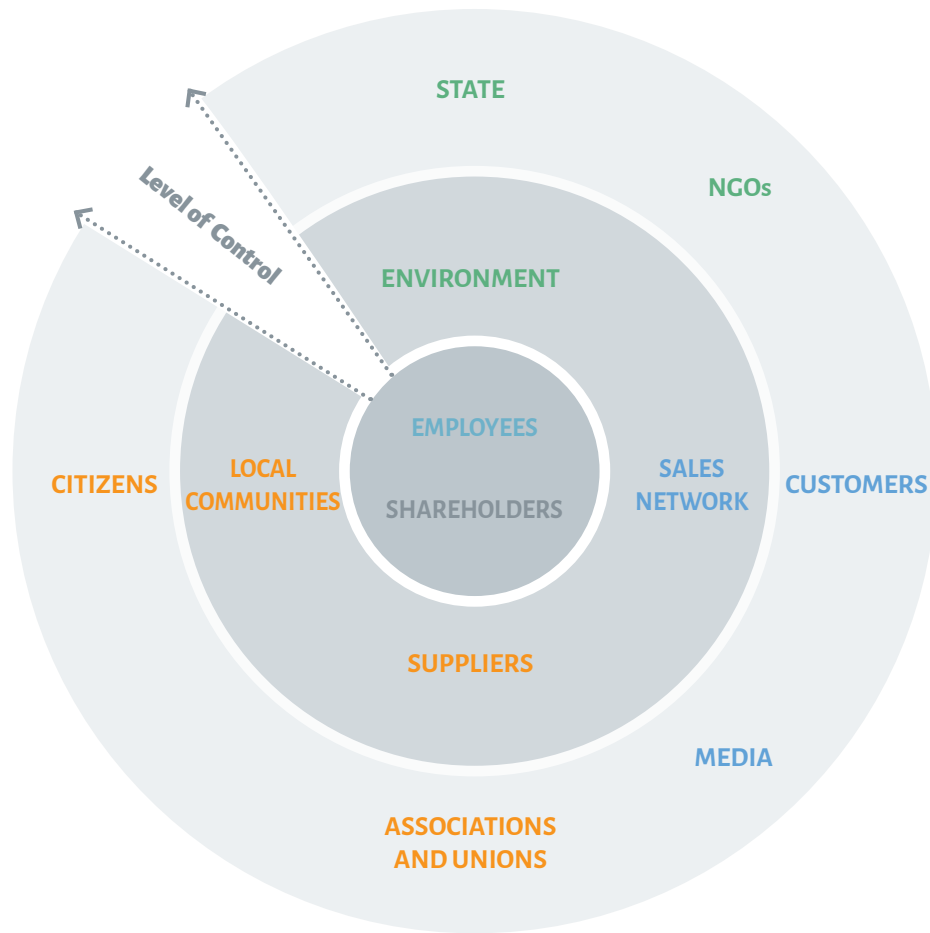 STATE
NGOs
Level of Control
ENVIRONMENT
EMPLOYEES
CITIZENS
LOCAL
COMMUNITIES
SHAREHOLDERS
SALES
NETWORK
CUSTOMERS
SUPPLIERS
MEDIA
ASSOCIATIONS
AND UNIONS